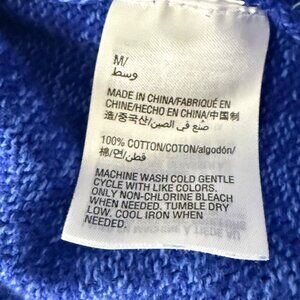 M/
وسط
MADE IN CHINA/FABRIQUÉ EN
CHINE/HECHO EN CHINA/中国制
造/중국산/صنع في الصين
100% COTTON/COTON/algodón/
棉/면/قطن
MACHINE WASH COLD GENTLE
CYCLE WITH LIKE COLORS.
ONLY NON-CHLORINE BLEACH
WHEN NEEDED. TUMBLE DRY
LOW. COOL IRON WHEN
NEEDED.